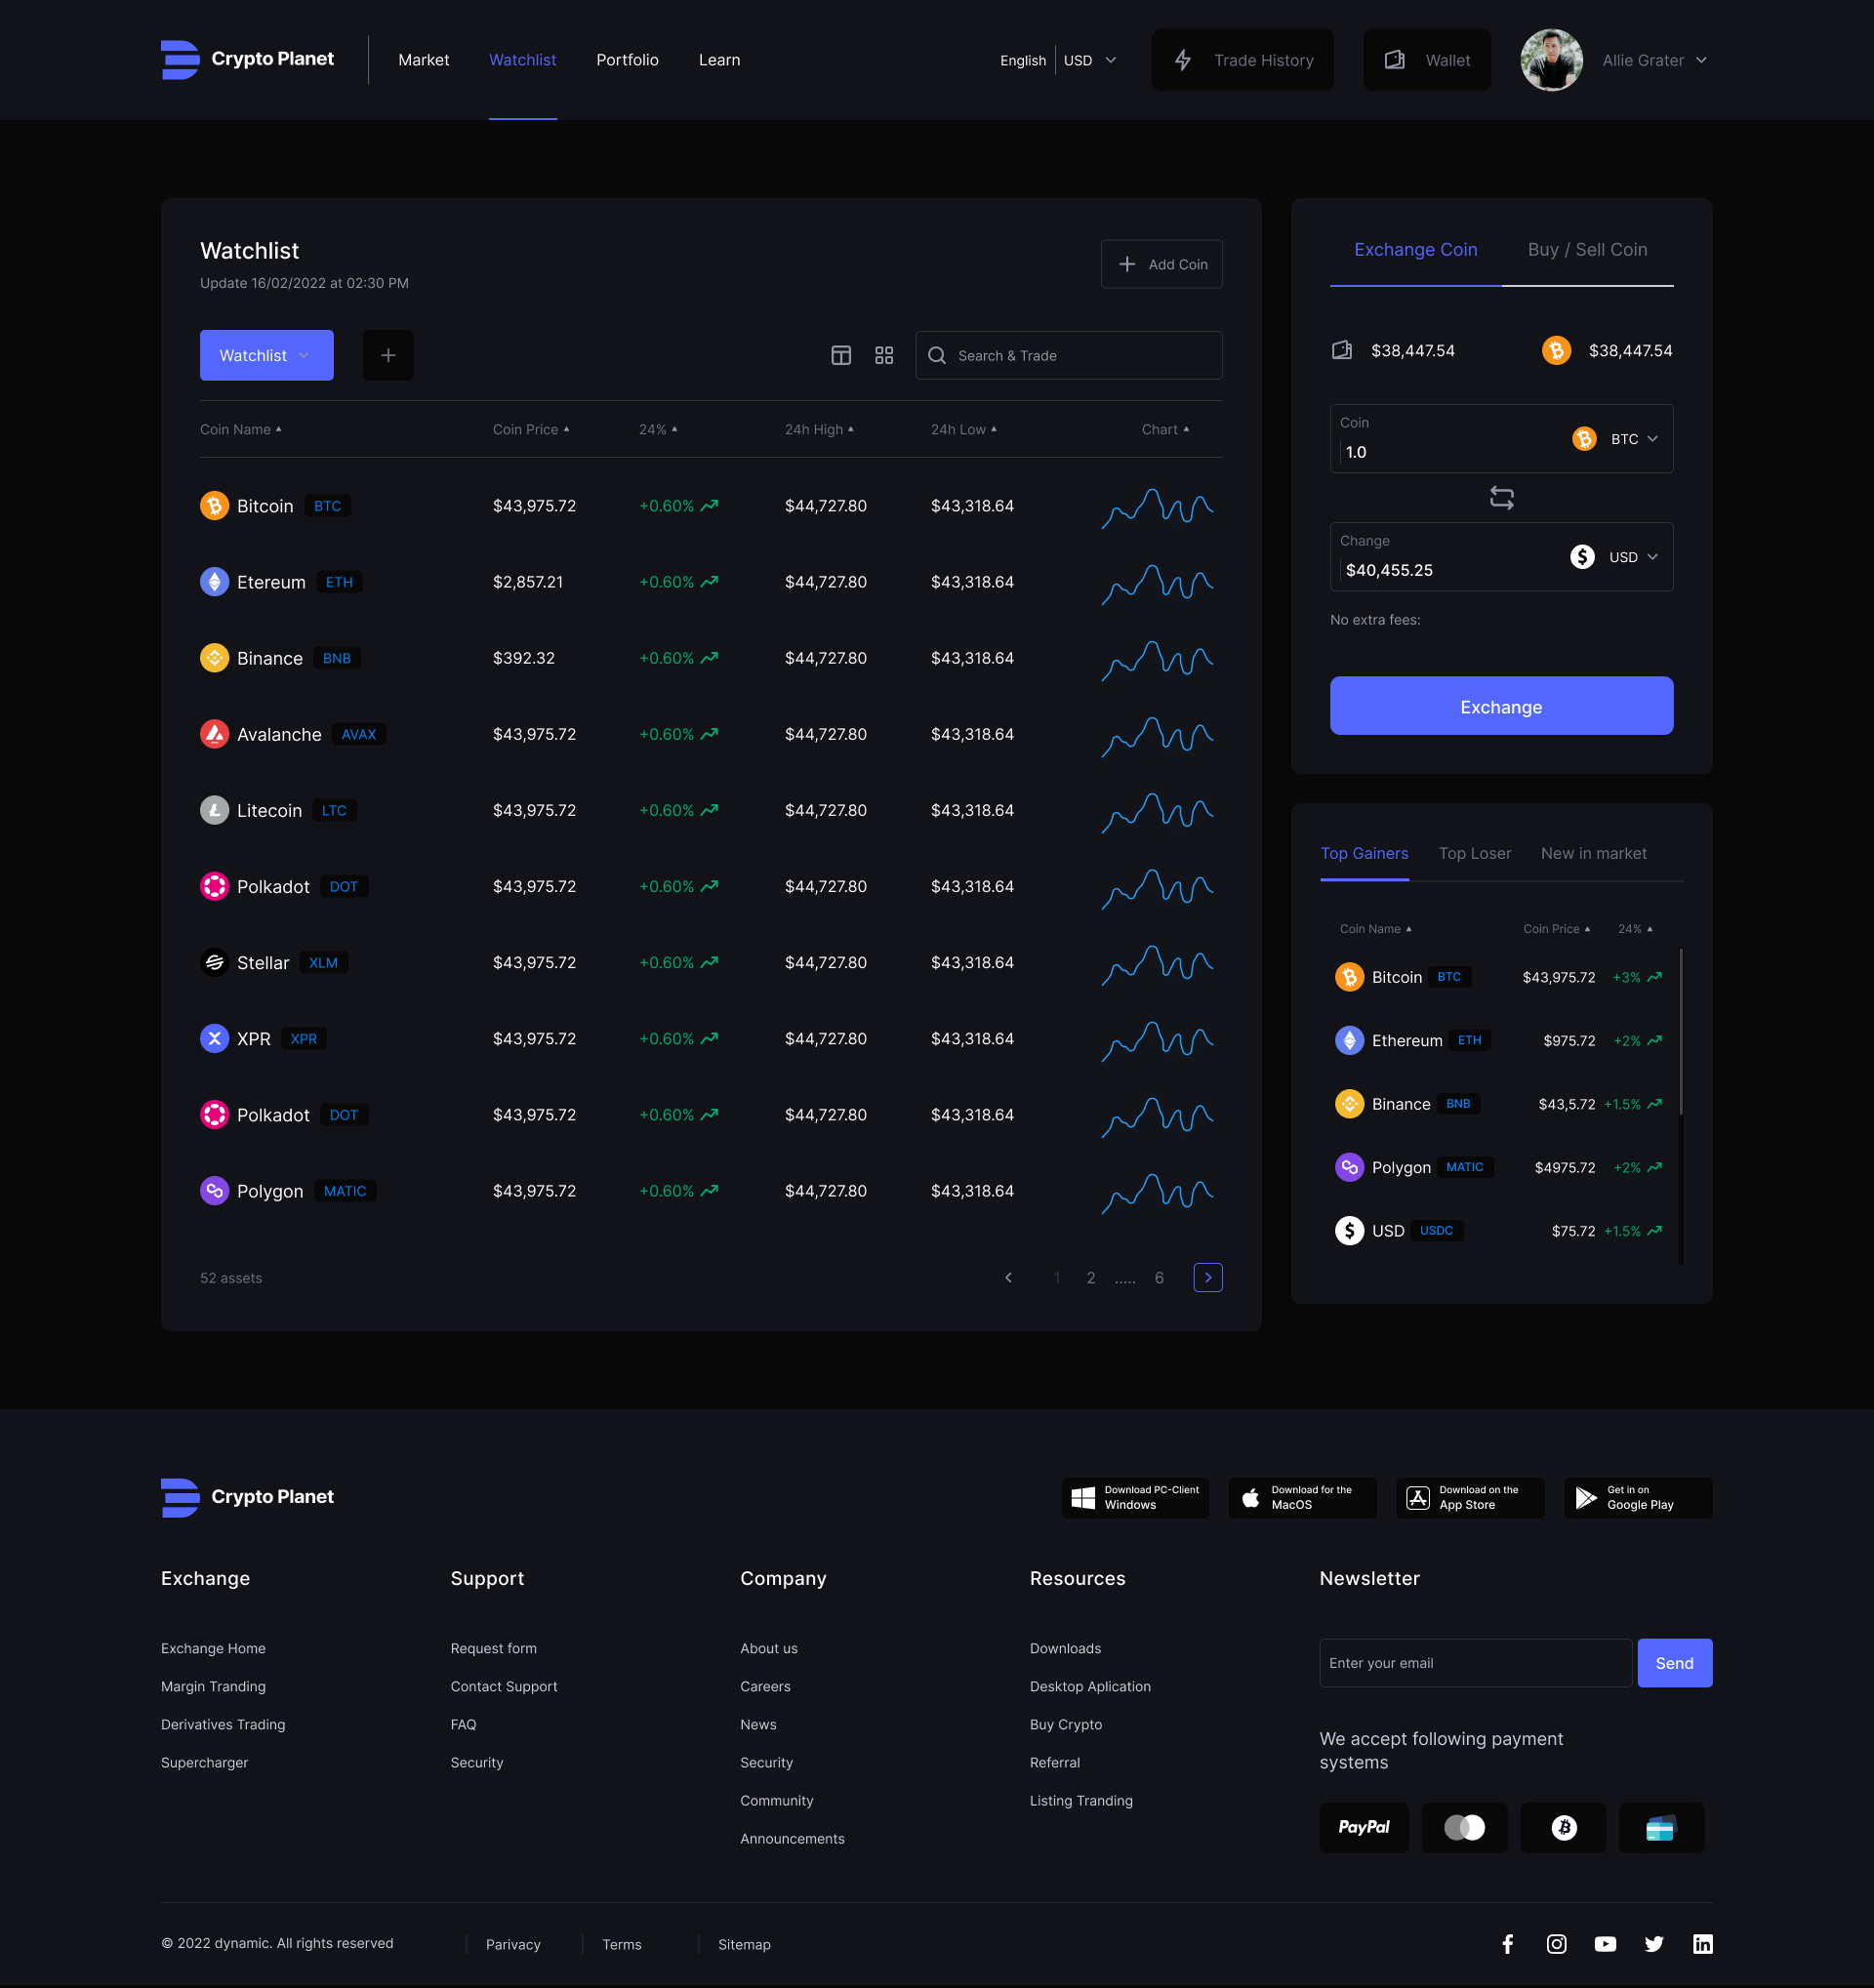 Crypto Planet
Market
Watchlist
Portfolio
Learn
English
USD
Trade History
Wallet
Allie Grater
Watchlist
Update 16/02/2022 at 02:30 PM
Add Coin
Watchlist
Search & Trade
Coin Name
Coin Price
24%
24h High
24h Low
Chart
Bitcoin BTC $43,975.72 +0.60% $44,727.80 $43,318.64
Etereum ETH $2,857.21 +0.60% $44,727.80 $43,318.64
Binance BNB $392.32 +0.60% $44,727.80 $43,318.64
Avalanche AVAX $43,975.72 +0.60% $44,727.80 $43,318.64
Litecoin LTC $43,975.72 +0.60% $44,727.80 $43,318.64
Polkadot DOT $43,975.72 +0.60% $44,727.80 $43,318.64
Stellar XLM $43,975.72 +0.60% $44,727.80 $43,318.64
XPR XPR $43,975.72 +0.60% $44,727.80 $43,318.64
Polkadot DOT $43,975.72 +0.60% $44,727.80 $43,318.64
Polygon MATIC $43,975.72 +0.60% $44,727.80 $43,318.64
52 assets
1 2 ..... 6
Exchange Coin
Buy / Sell Coin
$38,447.54
$38,447.54
Coin
1.0
BTC
Change
$40,455.25
USD
No extra fees:
Exchange
Top Gainers
Top Loser
New in market
Coin Name
Coin Price
24%
Bitcoin BTC $43,975.72 +3%
Ethereum ETH $975.72 +2%
Binance BNB $43,5.72 +1.5%
Polygon MATIC $4975.72 +2%
USD USDC $75.72 +1.5%
Crypto Planet
Download PC-Client
Windows
Download for the
MacOS
Download on the
App Store
Get in on
Google Play
Exchange
Exchange Home
Margin Tranding
Derivatives Trading
Supercharger
Support
Request form
Contact Support
FAQ
Security
Company
About us
Careers
News
Security
Community
Announcements
Resources
Downloads
Desktop Aplication
Buy Crypto
Referral
Listing Tranding
Newsletter
Enter your email
Send
We accept following payment
systems
PayPal
© 2022 dynamic. All rights reserved
Parivacy
Terms
Sitemap